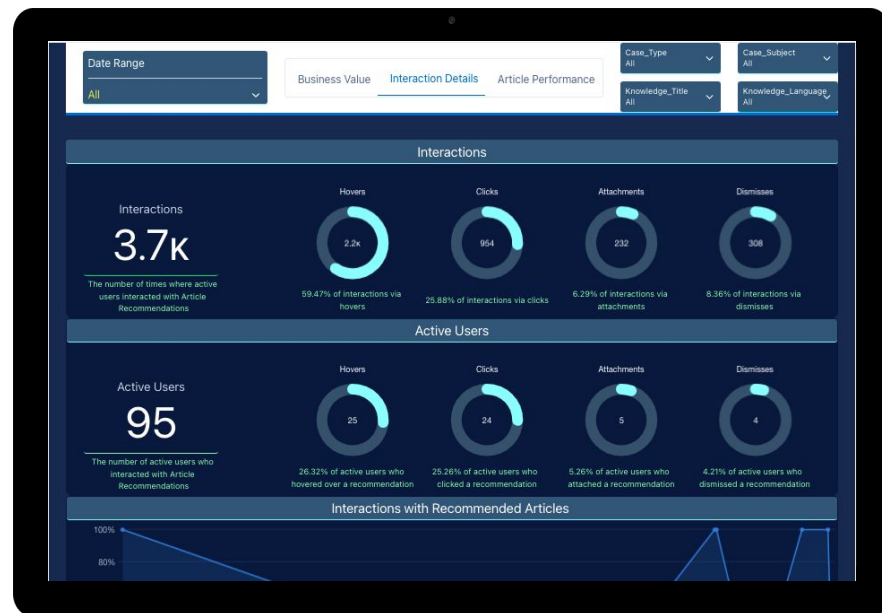 Date Range
All
Business Value
Interaction Details
Article Performance
Case_Type
All
Case_Subject
All
Knowledge_Title
All
Knowledge_Language
All
Interactions
Interactions
3.7K
The number of times where active
users interacted with Article
Recommendations
Hovers
2.2K
59.47% of interactions via
hovers
Clicks
954
25.88% of interactions via clicks
Attachments
232
6.29% of interactions via
attachments
Dismisses
308
8.36% of interactions via
dismisses
Active Users
Active Users
95
The number of active users who
interacted with Article
Recommendations
Hovers
25
26.32% of active users who
hovered over a recommendation
Clicks
24
25.26% of active users who
clicked a recommendation
Attachments
5
5.26% of active users who
attached a recommendation
Dismisses
4
4.21% of active users who
dismissed a recommendation
Interactions with Recommended Articles
100%
80%